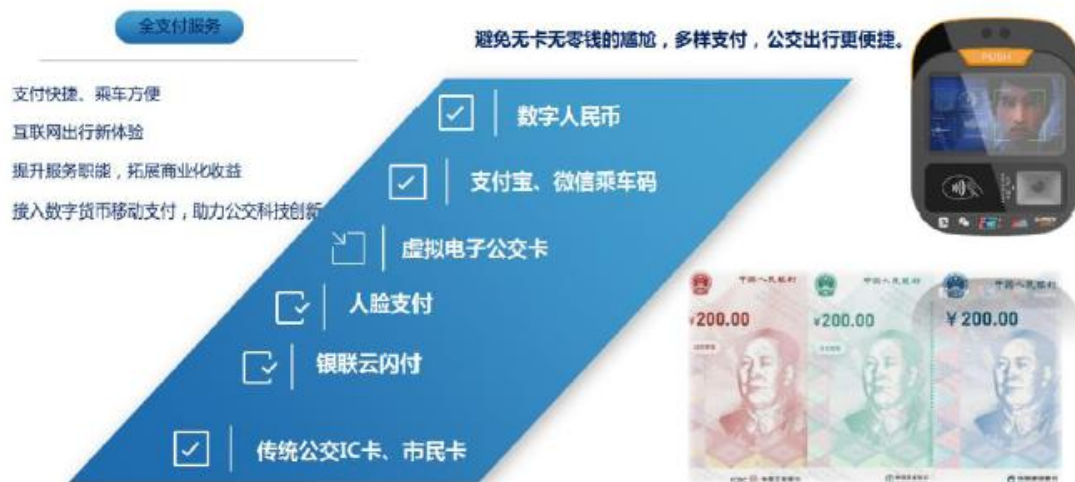 全支付服务
避免无卡无零钱的尴尬，多样支付，公交出行更便捷。
支付快捷、乘车方便
互联网出行新体验
提升服务职能，拓展商业化收益
接入数字货币移动支付，助力公交科技创新
数字人民币
支付宝、微信乘车码
虚拟电子公交卡
人脸支付
银联云闪付
传统公交IC卡、市民卡
PUSH
中国人民银行 中国人民银行 中国人民银行
¥200.00 ¥200.00 ¥200.00